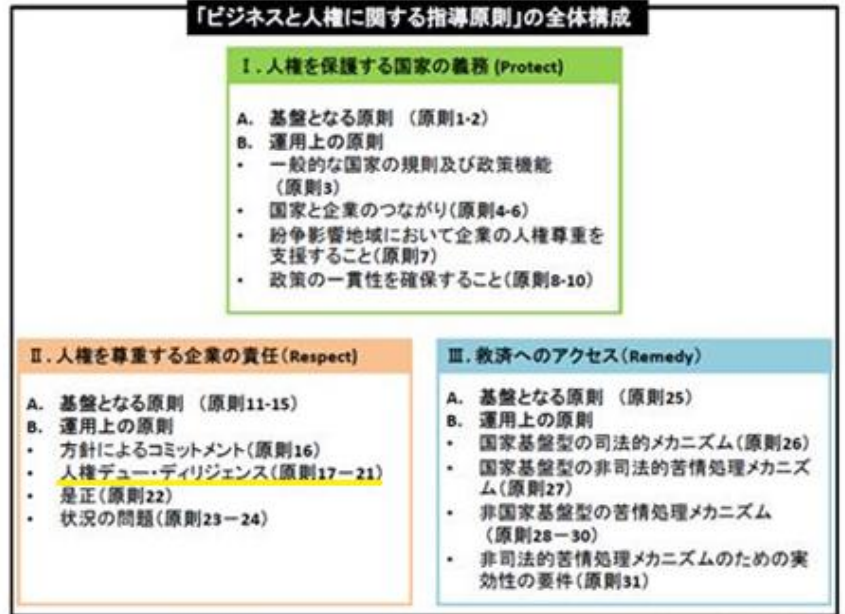 「ビジネスと人権に関する指導原則」の全体構成
Ⅰ.人権を保護する国家の義務 (Protect)
A. 基盤となる原則 (原則1-2)
B. 運用上の原則
・ 一般的な国家の規則及び政策機能
(原則3)
・ 国家と企業のつながり(原則4-6)
・ 紛争影響地域において企業の人権尊重を
支援すること(原則7)
・ 政策の一貫性を確保すること(原則8-10)
Ⅱ.人権を尊重する企業の責任(Respect)
A. 基盤となる原則 (原則11-15)
B. 運用上の原則
・ 方針によるコミットメント(原則16)
・ 人権デュー・ディリジェンス(原則17-21)
・ 是正(原則22)
・ 状況の問題(原則23-24)
Ⅲ.救済へのアクセス(Remedy)
A. 基盤となる原則 (原則25)
B. 運用上の原則
・ 国家基盤型の司法的メカニズム(原則26)
・ 国家基盤型の非司法的苦情処理メカニズ
ム(原則27)
・ 非国家基盤型の苦情処理メカニズム
(原則28-30)
・ 非司法的苦情処理メカニズムのための実
効性の要件(原則31)